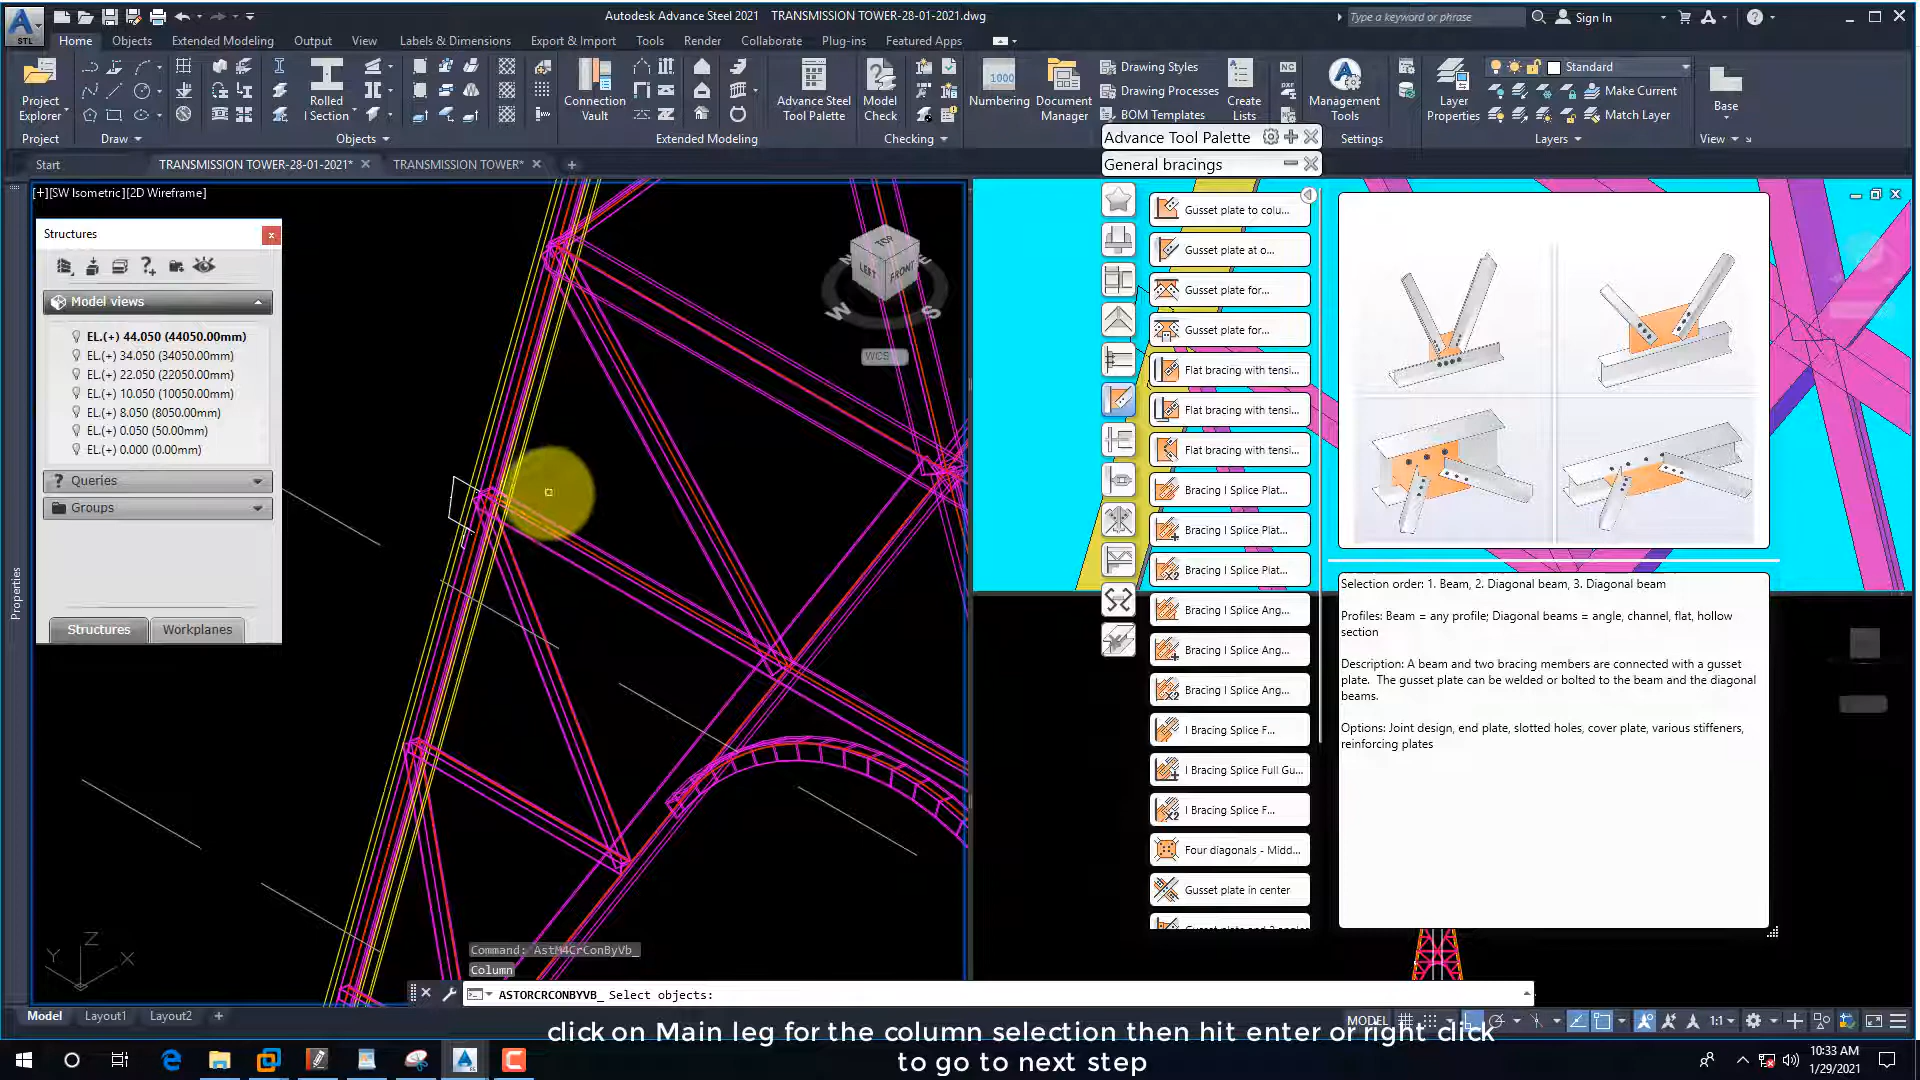 Autodesk Advance Steel 2021 TRANSMISSION TOWER-28-01-2021.dwg
Type a keyword or phrase
Sign In
STL
Home Objects Extended Modeling Output View Labels & Dimensions Export & Import Tools Render Collaborate Plug-ins Featured Apps
Project
Explorer
Rolled
I Section
Connection
Vault
Advance Steel
Tool Palette
Model
Check
1000
Numbering
Document
Manager
Drawing Styles
Drawing Processes
BOM Templates
NC
DXF
Create
Lists
Management
Tools
Layer
Properties
Standard
Make Current
Match Layer
Base
Project Draw Objects Extended Modeling Checking Settings Layers View
Start TRANSMISSION TOWER-28-01-2021* TRANSMISSION TOWER*
Advance Tool Palette
General bracings
[+][SW Isometric][2D Wireframe]
Structures
Model views
EL.(+) 44.050 (44050.00mm)
EL.(+) 34.050 (34050.00mm)
EL.(+) 22.050 (22050.00mm)
EL.(+) 10.050 (10050.00mm)
EL.(+) 8.050 (8050.00mm)
EL.(+) 0.050 (50.00mm)
EL.(+) 0.000 (0.00mm)
Queries
Groups
Structures Workplanes
Properties
TOP
LEFT
FRONT
W
S
WCS
Gusset plate to colu...
Gusset plate at o...
Gusset plate for...
Gusset plate for...
Flat bracing with tensi...
Flat bracing with tensi...
Flat bracing with tensi...
Bracing I Splice Plat...
Bracing I Splice Plat...
Bracing I Splice Plat...
Bracing I Splice Ang...
Bracing I Splice Ang...
Bracing I Splice Ang...
I Bracing Splice F...
I Bracing Splice Full Gu...
I Bracing Splice F...
Four diagonals - Midd...
Gusset plate in center
Selection order: 1. Beam, 2. Diagonal beam, 3. Diagonal beam
Profiles: Beam = any profile; Diagonal beams = angle, channel, flat, hollow
section
Description: A beam and two bracing members are connected with a gusset
plate. The gusset plate can be welded or bolted to the beam and the diagonal
beams.
Options: Joint design, end plate, slotted holes, cover plate, various stiffeners,
reinforcing plates
Z
Y
X
Command: AstM4CrConByVb_
Column
ASTORCRCONBYVB_ Select objects:
Model Layout1 Layout2
MODEL
1:1
click on Main leg for the column selection then hit enter or right click
to go to next step
10:33 AM
1/29/2021